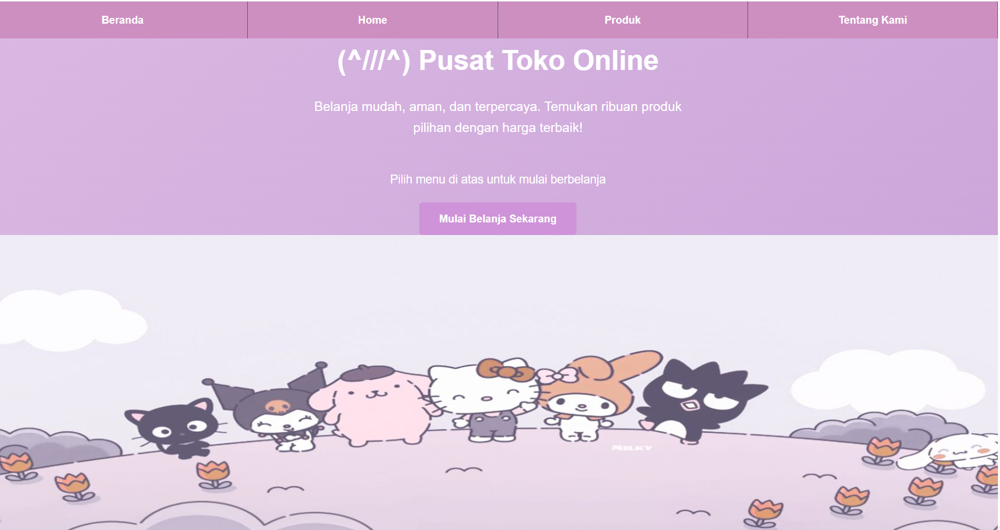 Beranda
Home
Produk
Tentang Kami
(^///^) Pusat Toko Online
Belanja mudah, aman, dan terpercaya. Temukan ribuan produk
pilihan dengan harga terbaik!
Pilih menu di atas untuk mulai berbelanja
Mulai Belanja Sekarang
MILKY